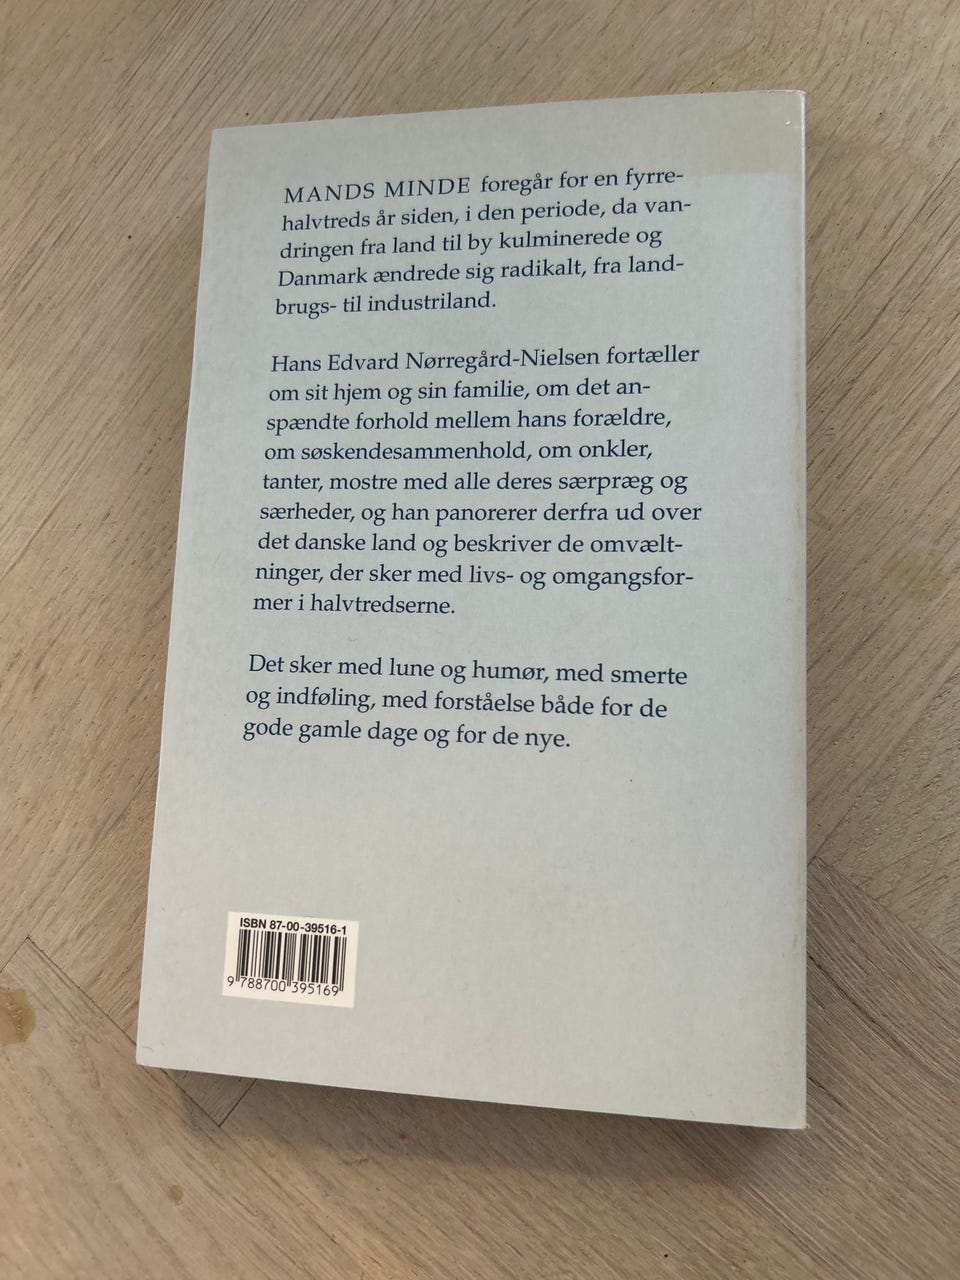 MANDS MINDE foregår for en fyrre-
halvtreds år siden, i den periode, da van-
dringen fra land til by kulminerede og
Danmark ændrede sig radikalt, fra land-
brugs- til industriland.
Hans Edvard Nørregård-Nielsen fortæller
om sit hjem og sin familie, om det an-
spændte forhold mellem hans forældre,
om søskendesammenhold, om onkler,
tanter, mostre med alle deres særpræg og
særheder, og han panorerer derfra ud over
det danske land og beskriver de omvælt-
ninger, der sker med livs- og omgangsfor-
mer i halvtredserne.
Det sker med lune og humør, med smerte
og indføling, med forståelse både for de
gode gamle dage og for de nye.
ISBN 87-00-39516-1
9 788700 395169